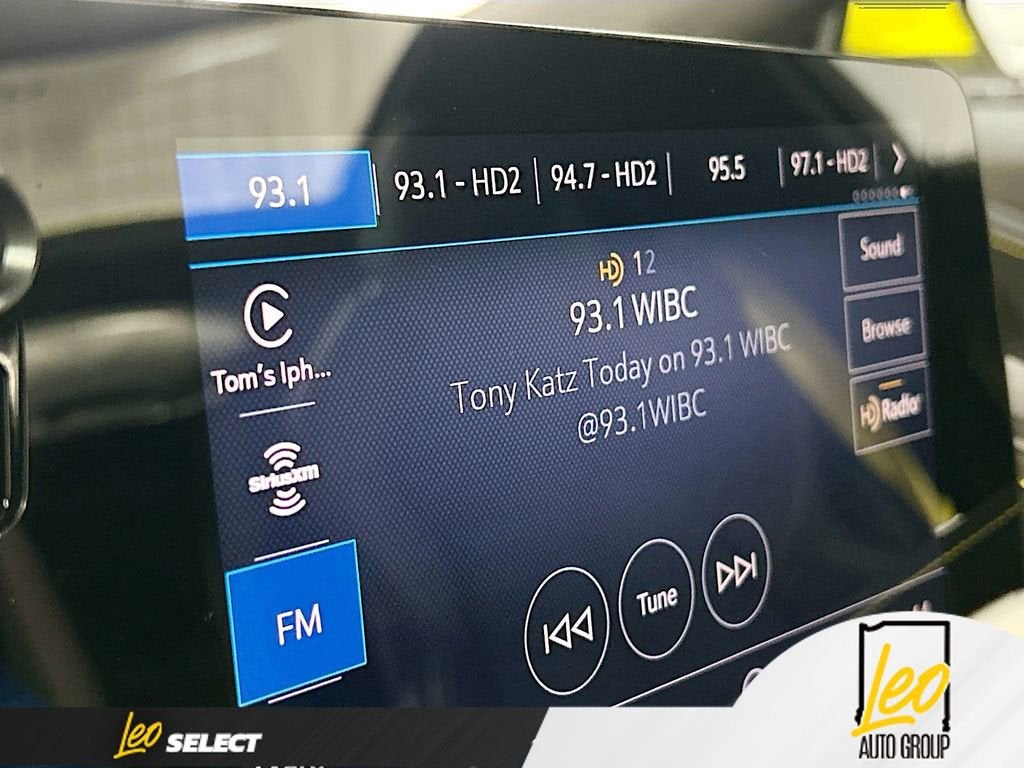 93.1
93.1 - HD2
94.7 - HD2
95.5
97.1 - HD2
HD 12
Sound
93.1 WIBC
Tom's Iph...
Tony Katz Today on 93.1 WIBC
Browse
@93.1WIBC
HD Radio
SiriusXM
FM
Tune
Leo SELECT
Leo
AUTO GROUP